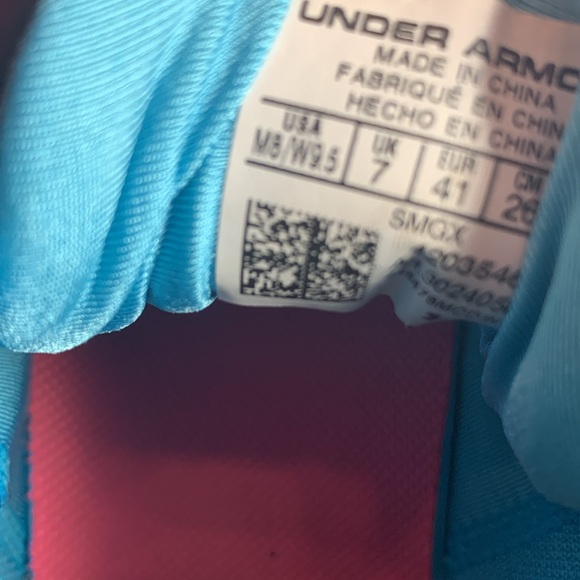 UNDER ARMO
MADE IN CHINA
FABRIQUÉ EN CHIN
HECHO EN CHINA
USA UK EUR CM
M8/W9.5 7 41 26
SMGX